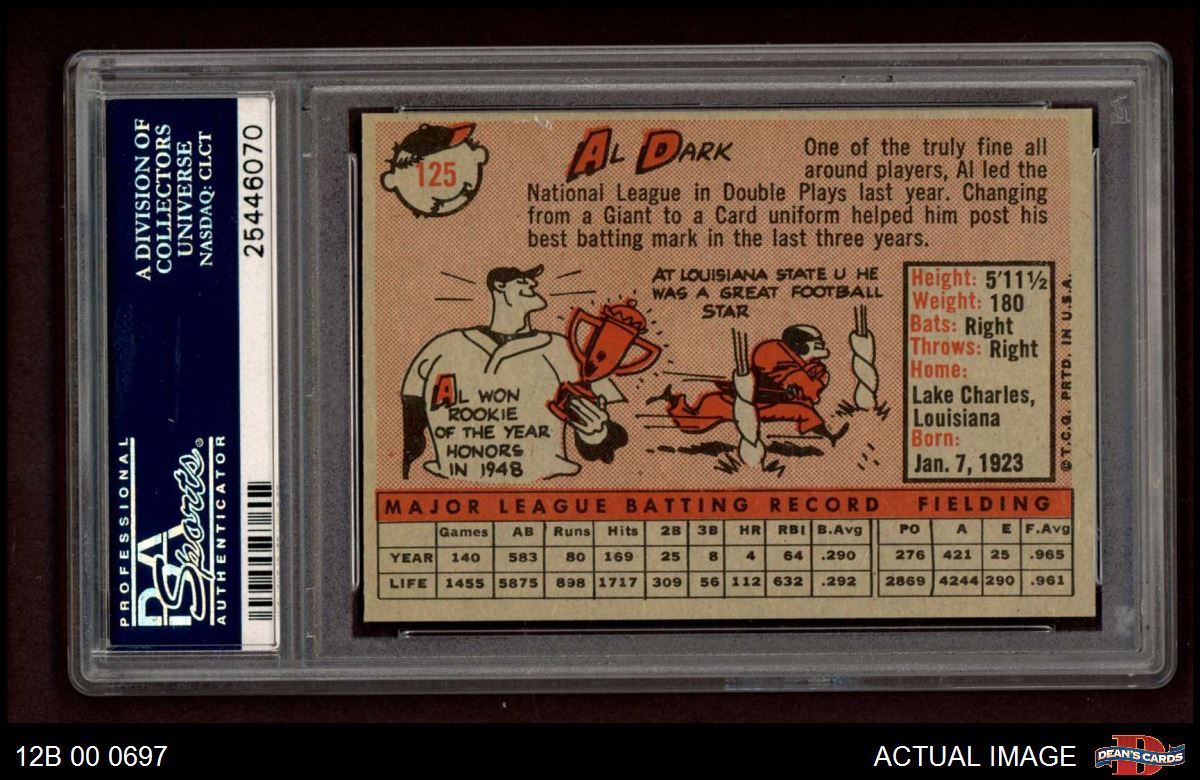 A DIVISION OF
COLLECTORS
UNIVERSE
NASDAQ: CLCT
25446070
PROFESSIONAL
PSA
Sports®
AUTHENTICATOR
125
AL DARK
One of the truly fine all
around players, Al led the
National League in Double Plays last year. Changing
from a Giant to a Card uniform helped him post his
best batting mark in the last three years.
AL WON
ROOKIE
OF THE YEAR
HONORS
IN 1948
AT LOUISIANA STATE U HE
WAS A GREAT FOOTBALL
STAR
Height: 5'11½
Weight: 180
Bats: Right
Throws: Right
Home:
Lake Charles,
Louisiana
Born:
Jan. 7, 1923
©T.C.G. PRTD. IN U.S.A.
MAJOR LEAGUE BATTING RECORD FIELDING
Games AB Runs Hits 2B 3B HR RBI B.Avg PO A E F.Avg
YEAR 140 583 80 169 25 8 4 64 .290 276 421 25 .965
LIFE 1455 5875 898 1717 309 56 112 632 .292 2869 4244 290 .961
12B 00 0697
ACTUAL IMAGE
D
DEAN'S CARDS